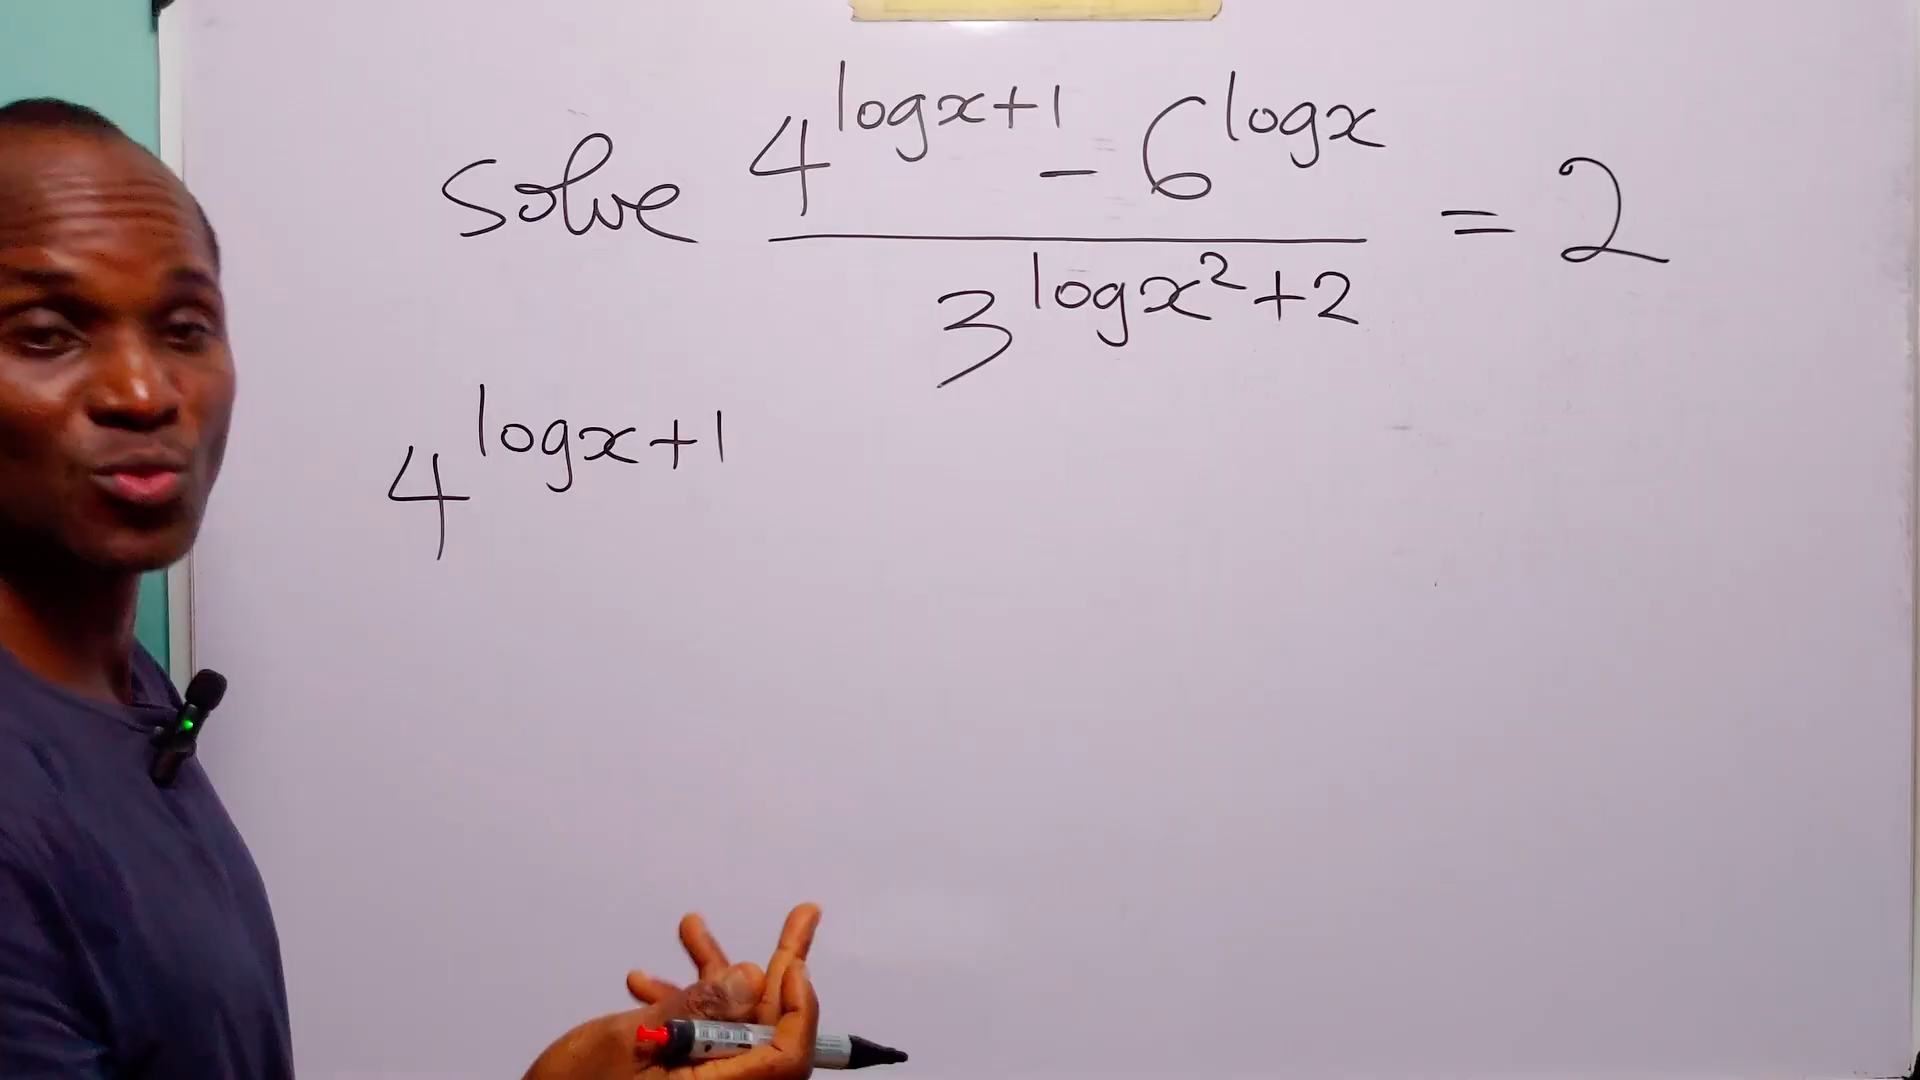 Solve (4^(logx+1) - 6^(logx)) / (3^(logx²+2)) = 2
4^(logx+1)